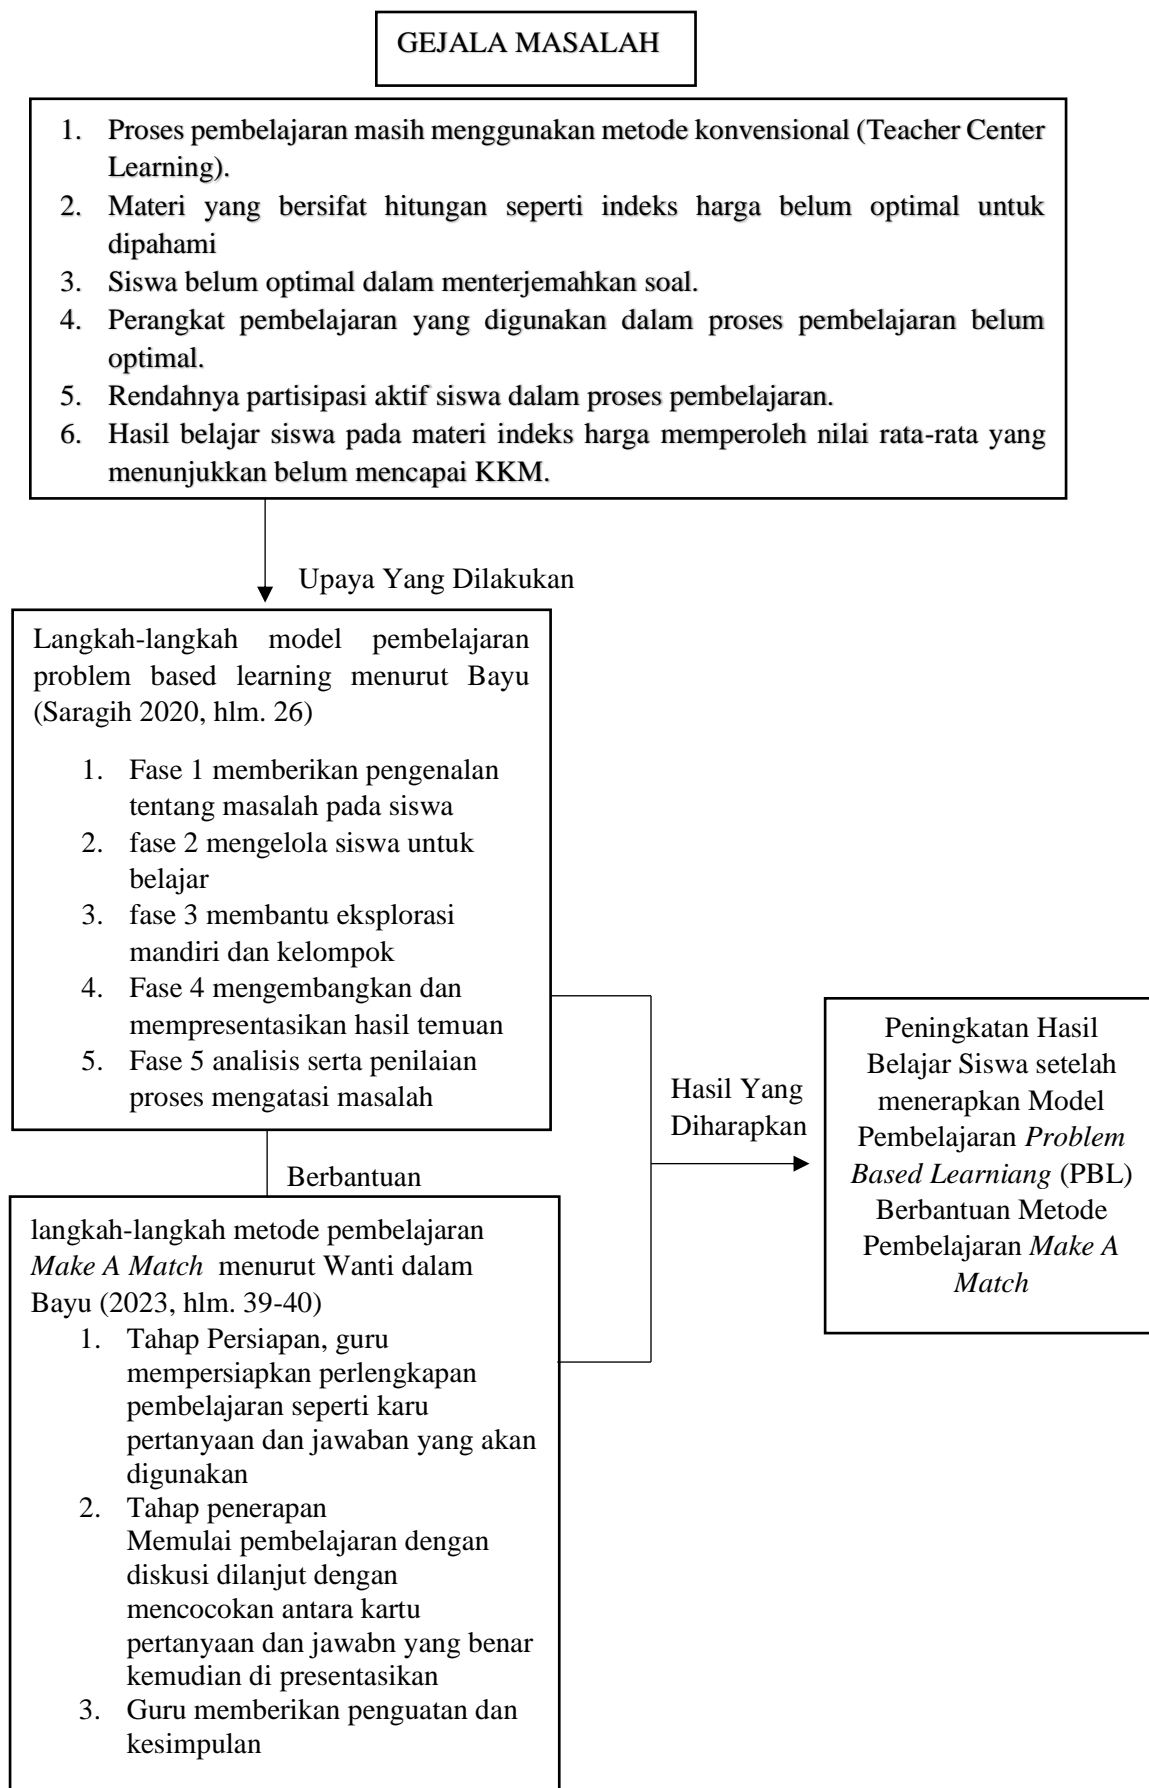 GEJALA MASALAH
1. Proses pembelajaran masih menggunakan metode konvensional (Teacher Center
Learning).
2. Materi yang bersifat hitungan seperti indeks harga belum optimal untuk
dipahami
3. Siswa belum optimal dalam menterjemahkan soal.
4. Perangkat pembelajaran yang digunakan dalam proses pembelajaran belum
optimal.
5. Rendahnya partisipasi aktif siswa dalam proses pembelajaran.
6. Hasil belajar siswa pada materi indeks harga memperoleh nilai rata-rata yang
menunjukkan belum mencapai KKM.
Upaya Yang Dilakukan
Langkah-langkah model pembelajaran
problem based learning menurut Bayu
(Saragih 2020, hlm. 26)
1. Fase 1 memberikan pengenalan
tentang masalah pada siswa
2. fase 2 mengelola siswa untuk
belajar
3. fase 3 membantu eksplorasi
mandiri dan kelompok
4. Fase 4 mengembangkan dan
mempresentasikan hasil temuan
5. Fase 5 analisis serta penilaian
proses mengatasi masalah
Berbantuan
langkah-langkah metode pembelajaran
Make A Match menurut Wanti dalam
Bayu (2023, hlm. 39-40)
1. Tahap Persiapan, guru
mempersiapkan perlengkapan
pembelajaran seperti karu
pertanyaan dan jawaban yang akan
digunakan
2. Tahap penerapan
Memulai pembelajaran dengan
diskusi dilanjut dengan
mencocokan antara kartu
pertanyaan dan jawabn yang benar
kemudian di presentasikan
3. Guru memberikan penguatan dan
kesimpulan
Hasil Yang
Diharapkan
Peningkatan Hasil
Belajar Siswa setelah
menerapkan Model
Pembelajaran Problem
Based Learniang (PBL)
Berbantuan Metode
Pembelajaran Make A
Match